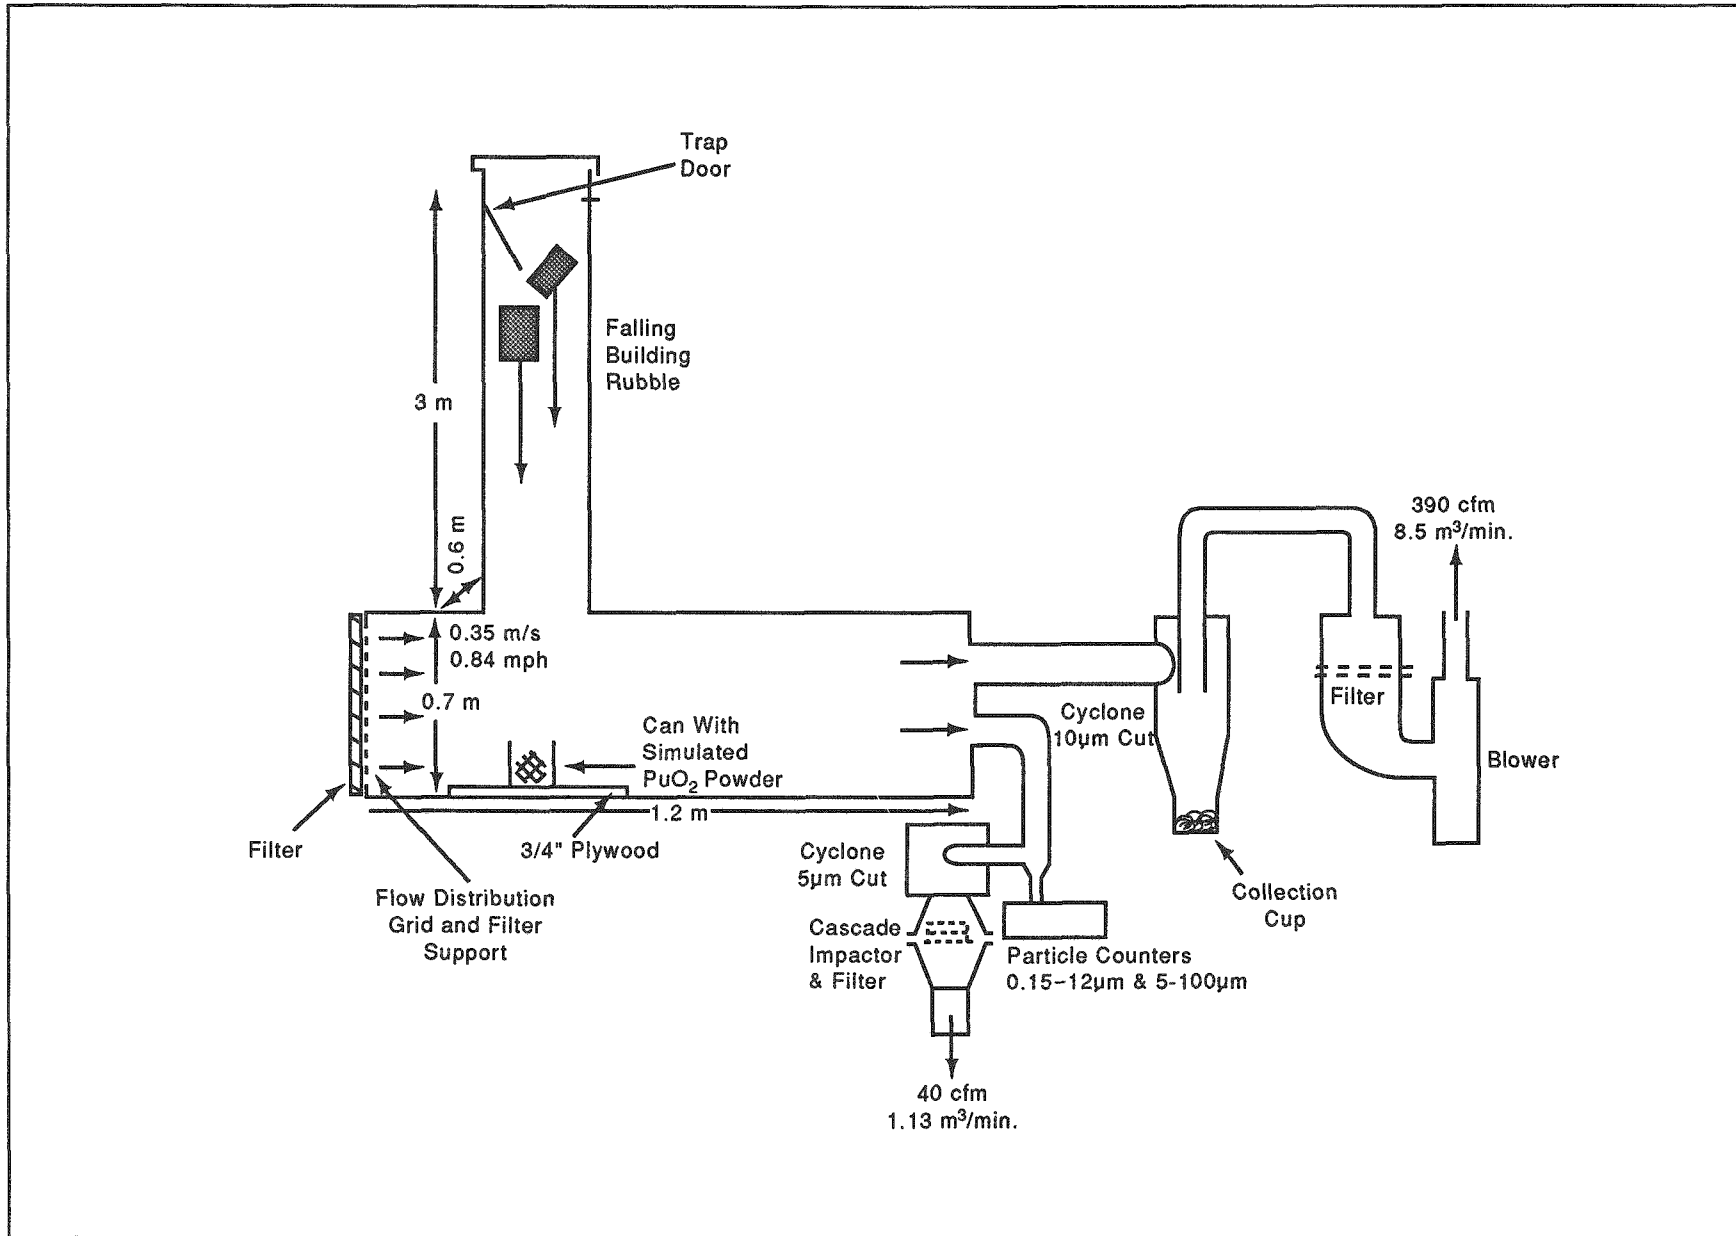 Trap
Door
Falling
Building
Rubble
3 m
0.6 m
390 cfm
8.5 m³/min.
0.35 m/s
0.84 mph
0.7 m
Can With
Simulated
PuO₂ Powder
Cyclone
10µm Cut
Filter
Blower
1.2 m
Filter
3/4" Plywood
Cyclone
5µm Cut
Collection
Cup
Flow Distribution
Grid and Filter
Support
Cascade
Impactor
& Filter
Particle Counters
0.15–12µm & 5-100µm
40 cfm
1.13 m³/min.